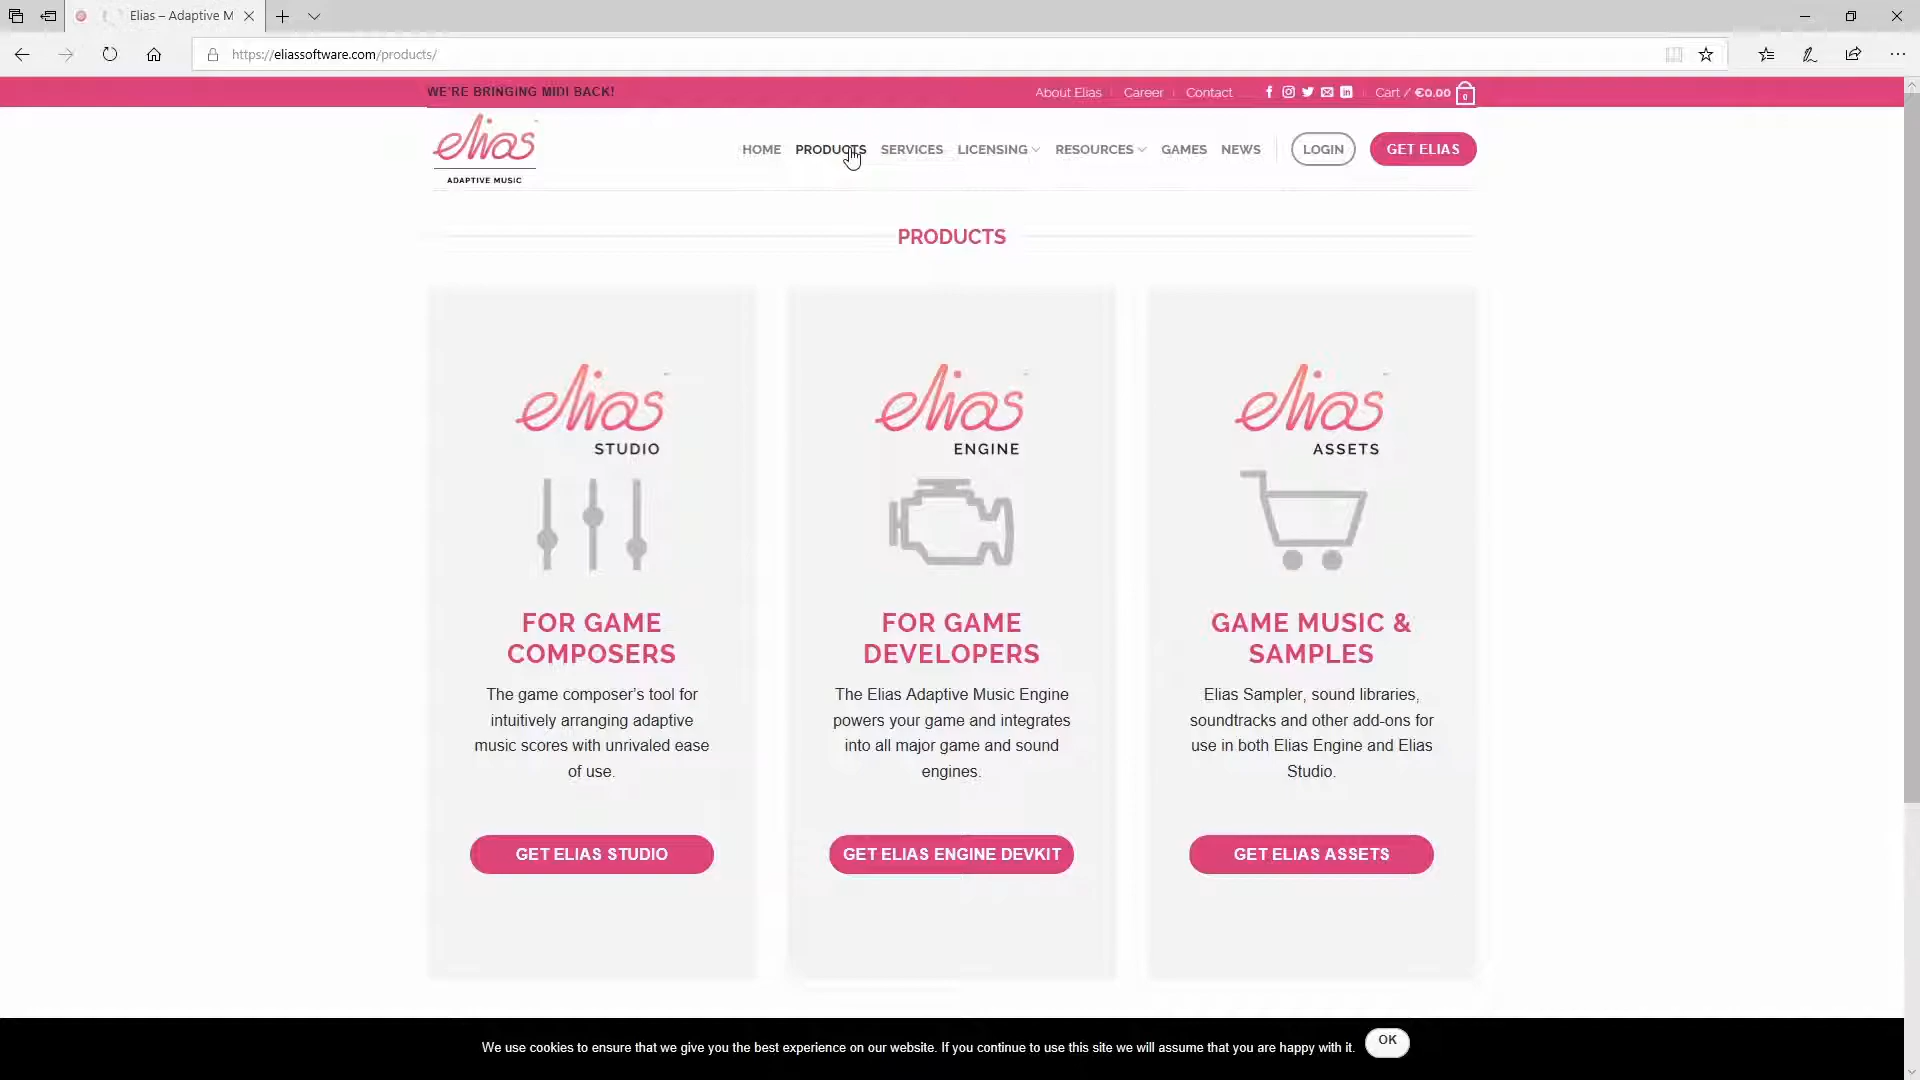 Elias – Adaptive M
https://eliassoftware.com/products/
WE'RE BRINGING MIDI BACK!
About Elias
Career
Contact
Cart / €0.00
0
elias
ADAPTIVE MUSIC
HOME
PRODUCTS
SERVICES
LICENSING
RESOURCES
GAMES
NEWS
LOGIN
GET ELIAS
PRODUCTS
elias
STUDIO
FOR GAME
COMPOSERS
The game composer's tool for
intuitively arranging adaptive
music scores with unrivaled ease
of use.
GET ELIAS STUDIO
elias
ENGINE
FOR GAME
DEVELOPERS
The Elias Adaptive Music Engine
powers your game and integrates
into all major game and sound
engines.
GET ELIAS ENGINE DEVKIT
elias
ASSETS
GAME MUSIC &
SAMPLES
Elias Sampler, sound libraries,
soundtracks and other add-ons for
use in both Elias Engine and Elias
Studio.
GET ELIAS ASSETS
We use cookies to ensure that we give you the best experience on our website. If you continue to use this site we will assume that you are happy with it.
OK